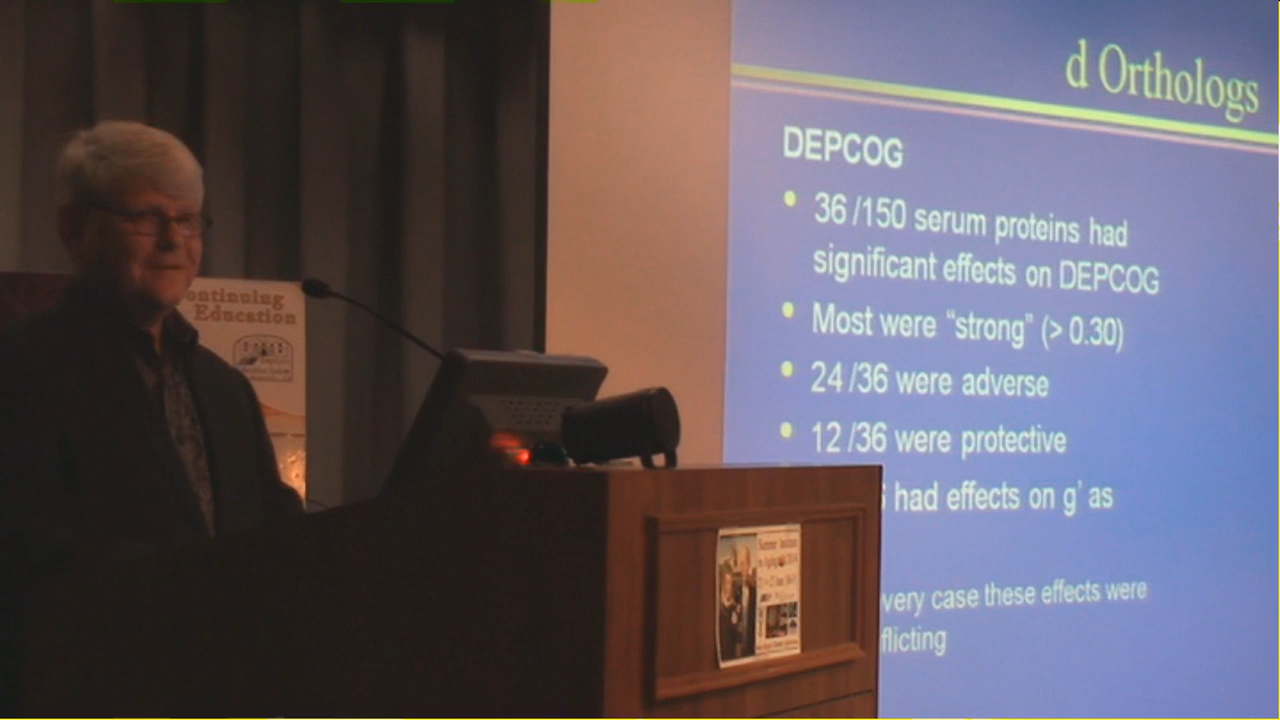 d Orthologs
DEPCOG
• 36 /150 serum proteins had
significant effects on DEPCOG
• Most were “strong” (> 0.30)
• 24 /36 were adverse
• 12 /36 were protective
had effects on g’ as
very case these effects were
flicting
ontinuing
Education